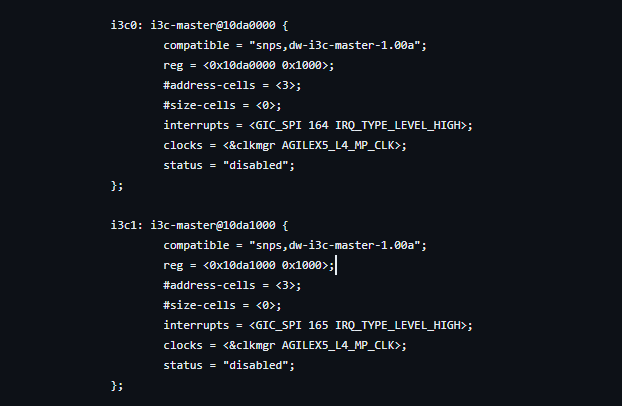 i3c0: i3c-master@10da0000 {
compatible = "snps,dw-i3c-master-1.00a";
reg = <0x10da0000 0x1000>;
#address-cells = <3>;
#size-cells = <0>;
interrupts = <GIC_SPI 164 IRQ_TYPE_LEVEL_HIGH>;
clocks = <&clkmgr AGILEX5_L4_MP_CLK>;
status = "disabled";
};
i3c1: i3c-master@10da1000 {
compatible = "snps,dw-i3c-master-1.00a";
reg = <0x10da1000 0x1000>;
#address-cells = <3>;
#size-cells = <0>;
interrupts = <GIC_SPI 165 IRQ_TYPE_LEVEL_HIGH>;
clocks = <&clkmgr AGILEX5_L4_MP_CLK>;
status = "disabled";
};